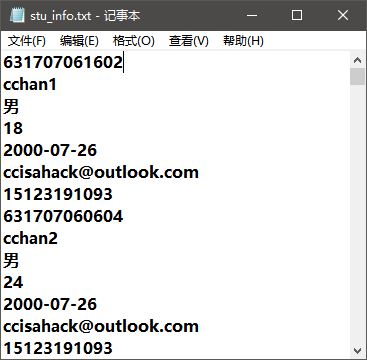 stu_info.txt - 记事本
文件(F) 编辑(E) 格式(O) 查看(V) 帮助(H)
631707061602
cchan1
男
18
2000-07-26
ccisahack@outlook.com
15123191093
631707060604
cchan2
男
24
2000-07-26
ccisahack@outlook.com
15123191093